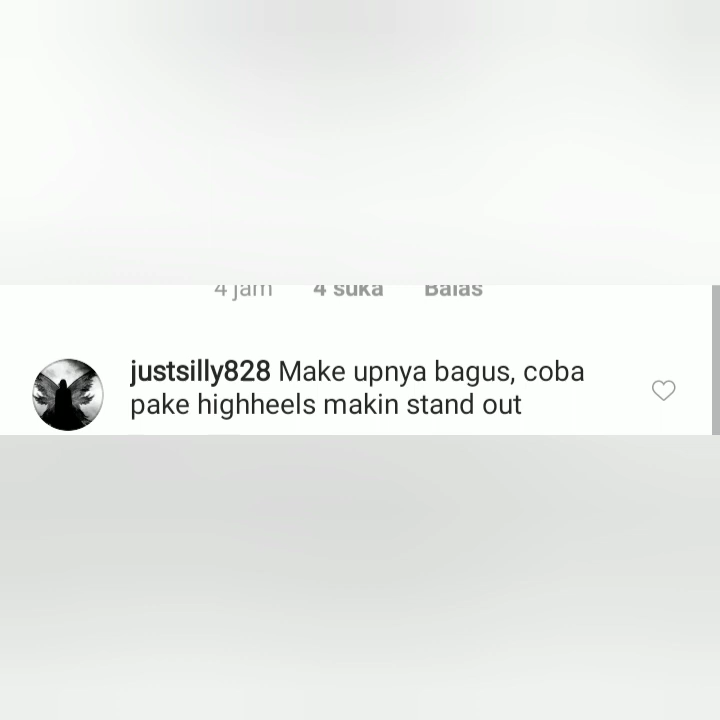 4 jam 4 suka Balas
justsilly828 Make upnya bagus, coba
pake highheels makin stand out